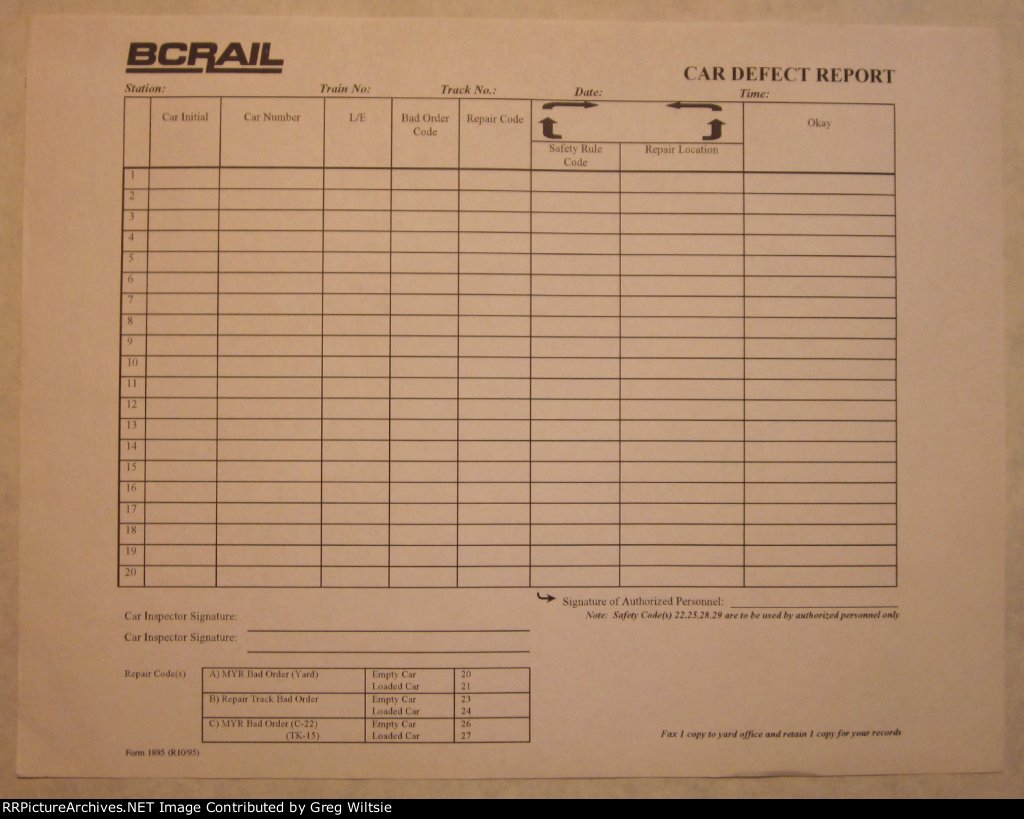 BCRAIL
CAR DEFECT REPORT
Station: Train No: Track No.: Date: Time:
Car Initial Car Number L/E Bad Order Code Repair Code Safety Rule Code Repair Location Okay
1
2
3
4
5
6
7
8
9
10
11
12
13
14
15
16
17
18
19
20
Signature of Authorized Personnel:
Note: Safety Code(s) 22,25,28,29 are to be used by authorized personnel only
Car Inspector Signature:
Car Inspector Signature:
Repair Code(s) A) MYR Bad Order (Yard) Empty Car 20
Loaded Car 21
B) Repair Track Bad Order Empty Car 23
Loaded Car 24
C) MYR Bad Order (C-22) Empty Car 26
(TK-15) Loaded Car 27
Fax 1 copy to yard office and retain 1 copy for your records
Form 1895 (R10/95)
RRPictureArchives.NET Image Contributed by Greg Wiltsie